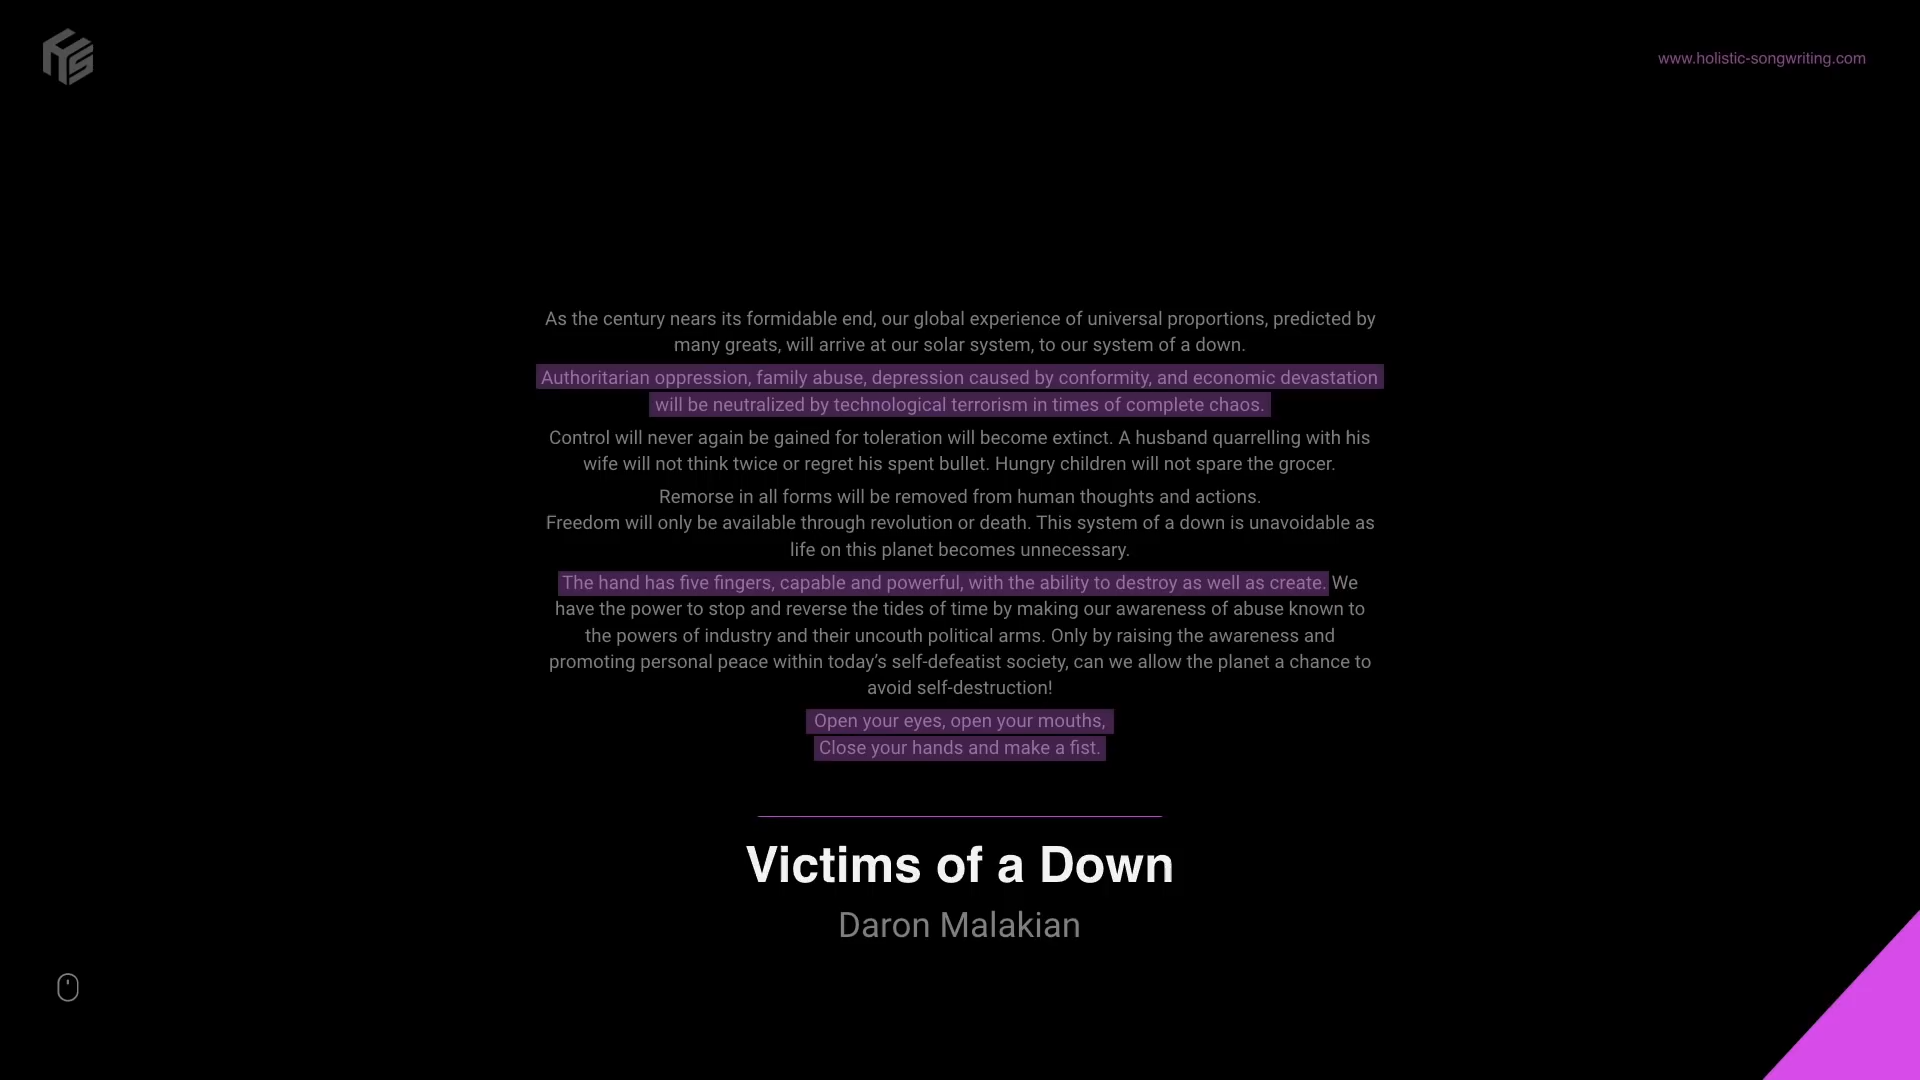 HS
www.holistic-songwriting.com
As the century nears its formidable end, our global experience of universal proportions, predicted by
many greats, will arrive at our solar system, to our system of a down.
Authoritarian oppression, family abuse, depression caused by conformity, and economic devastation
will be neutralized by technological terrorism in times of complete chaos.
Control will never again be gained for toleration will become extinct. A husband quarrelling with his
wife will not think twice or regret his spent bullet. Hungry children will not spare the grocer.
Remorse in all forms will be removed from human thoughts and actions.
Freedom will only be available through revolution or death. This system of a down is unavoidable as
life on this planet becomes unnecessary.
The hand has five fingers, capable and powerful, with the ability to destroy as well as create. We
have the power to stop and reverse the tides of time by making our awareness of abuse known to
the powers of industry and their uncouth political arms. Only by raising the awareness and
promoting personal peace within today’s self-defeatist society, can we allow the planet a chance to
avoid self-destruction!
Open your eyes, open your mouths,
Close your hands and make a fist.
Victims of a Down
Daron Malakian